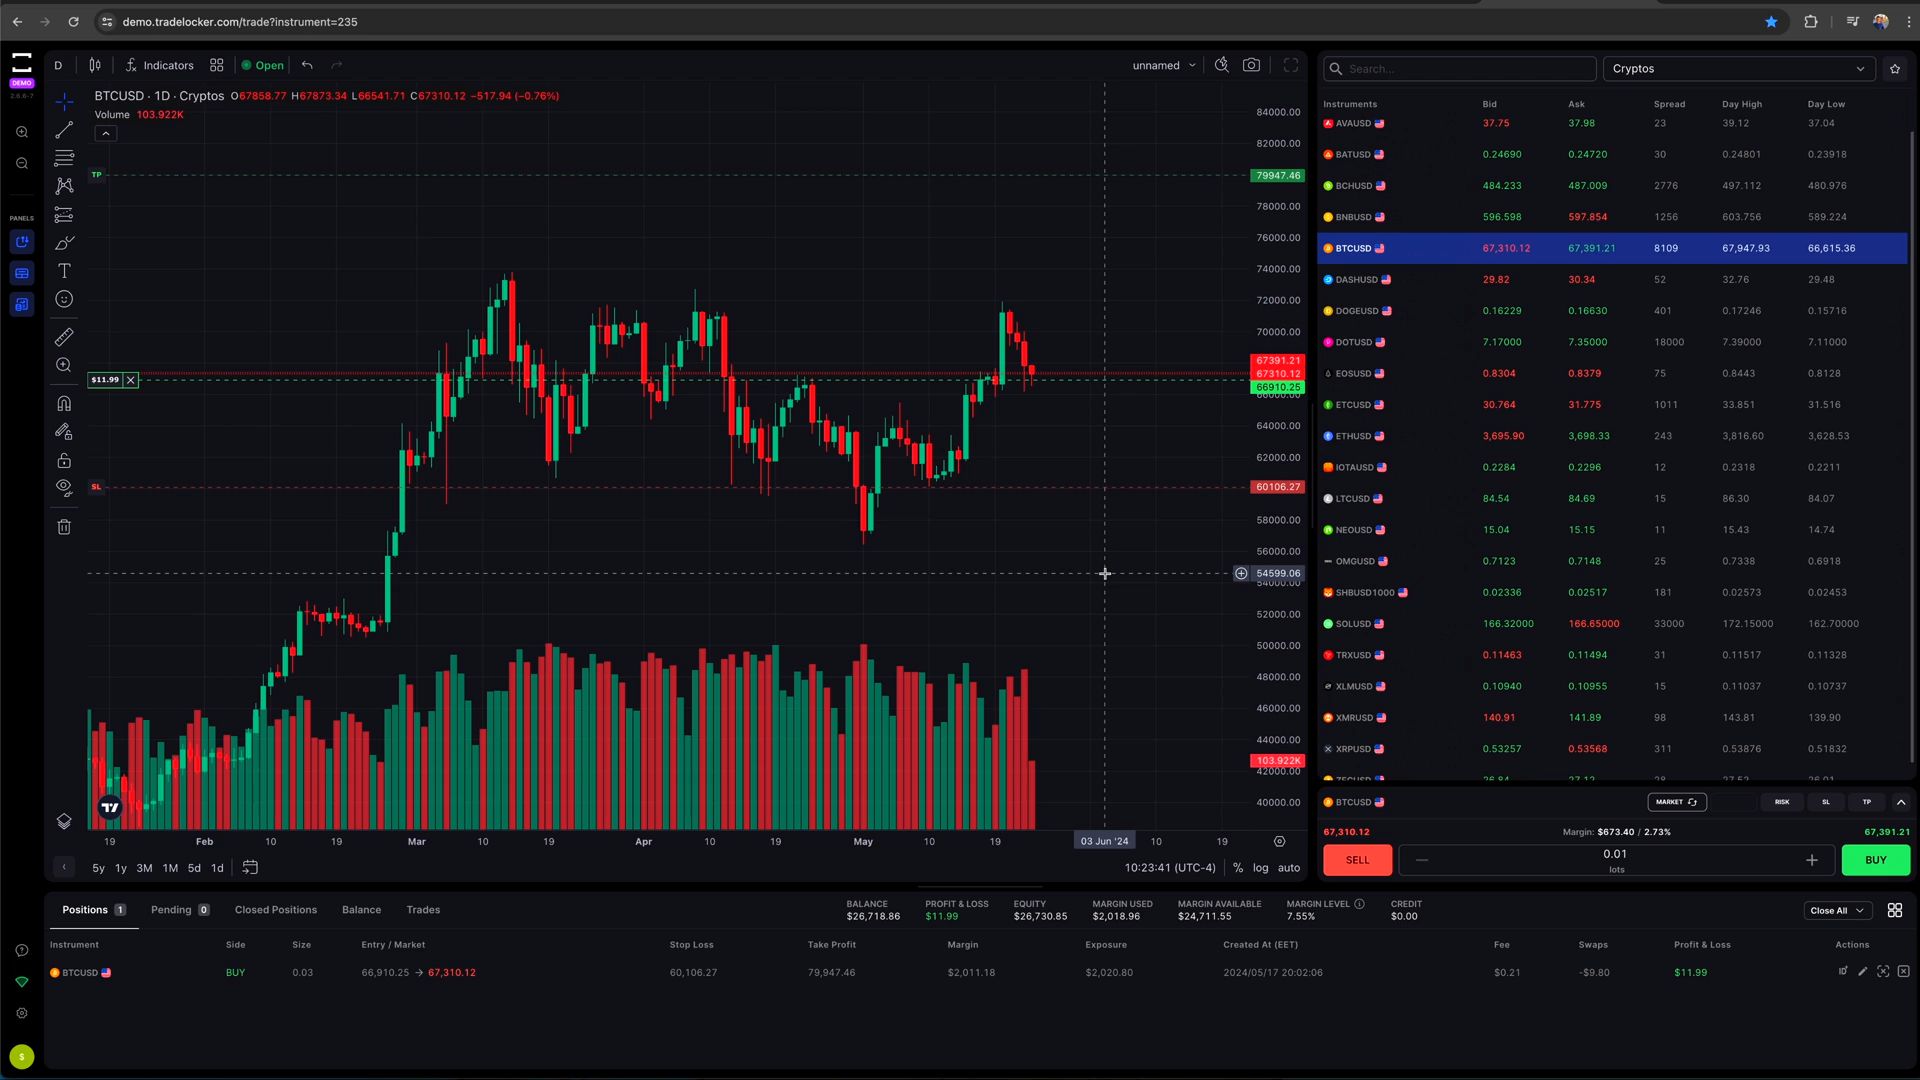 demo.tradelocker.com/trade?instrument=235
DEMO
2.6.6-7
PANELS
D
Indicators
Open
unnamed
BTCUSD · 1D · Cryptos O67858.77 H67873.34 L66541.71 C67310.12 -517.94 (-0.76%)
Volume 103.922K
TP
$11.99
SL
84000.00
82000.00
79947.46
78000.00
76000.00
74000.00
72000.00
70000.00
67391.21
67310.12
66910.25
66000.00
64000.00
62000.00
60106.27
58000.00
56000.00
54599.06
54000.00
52000.00
50000.00
48000.00
46000.00
44000.00
103.922K
42000.00
40000.00
19 Feb 10 19 Mar 10 19 Apr 10 19 May 10 19 03 Jun '24 10 19
5y 1y 3M 1M 5d 1d
10:23:41 (UTC-4) % log auto
Search...
Cryptos
Instruments Bid Ask Spread Day High Day Low
AVAUSD 37.75 37.98 23 39.12 37.04
BATUSD 0.24690 0.24720 30 0.24801 0.23918
BCHUSD 484.233 487.009 2776 497.112 480.976
BNBUSD 596.598 597.854 1256 603.756 589.224
BTCUSD 67,310.12 67,391.21 8109 67,947.93 66,615.36
DASHUSD 29.82 30.34 52 32.76 29.48
DOGEUSD 0.16229 0.16630 401 0.17246 0.15716
DOTUSD 7.17000 7.35000 18000 7.39000 7.11000
EOSUSD 0.8304 0.8379 75 0.8443 0.8128
ETCUSD 30.764 31.775 1011 33.851 31.516
ETHUSD 3,695.90 3,698.33 243 3,816.60 3,628.53
IOTAUSD 0.2284 0.2296 12 0.2318 0.2211
LTCUSD 84.54 84.69 15 86.30 84.07
NEOUSD 15.04 15.15 11 15.43 14.74
OMGUSD 0.7123 0.7148 25 0.7338 0.6918
SHBUSD1000 0.02336 0.02517 181 0.02573 0.02453
SOLUSD 166.32000 166.65000 33000 172.15000 162.70000
TRXUSD 0.11463 0.11494 31 0.11517 0.11328
XLMUSD 0.10940 0.10955 15 0.11037 0.10737
XMRUSD 140.91 141.89 98 143.81 139.90
XRPUSD 0.53257 0.53568 311 0.53876 0.51832
BTCUSD MARKET RISK SL TP
67,310.12 Margin: $673.40 / 2.73% 67,391.21
SELL 0.01 BUY
lots
Positions 1 Pending 0 Closed Positions Balance Trades
BALANCE PROFIT & LOSS EQUITY MARGIN USED MARGIN AVAILABLE MARGIN LEVEL CREDIT
$26,718.86 $11.99 $26,730.85 $2,018.96 $24,711.55 7.55% $0.00
Close All
Instrument Side Size Entry / Market Stop Loss Take Profit Margin Exposure Created At (EET) Fee Swaps Profit & Loss Actions
BTCUSD BUY 0.03 66,910.25 → 67,310.12 60,106.27 79,947.46 $2,011.18 $2,020.80 2024/05/17 20:02:06 $0.21 -$9.80 $11.99